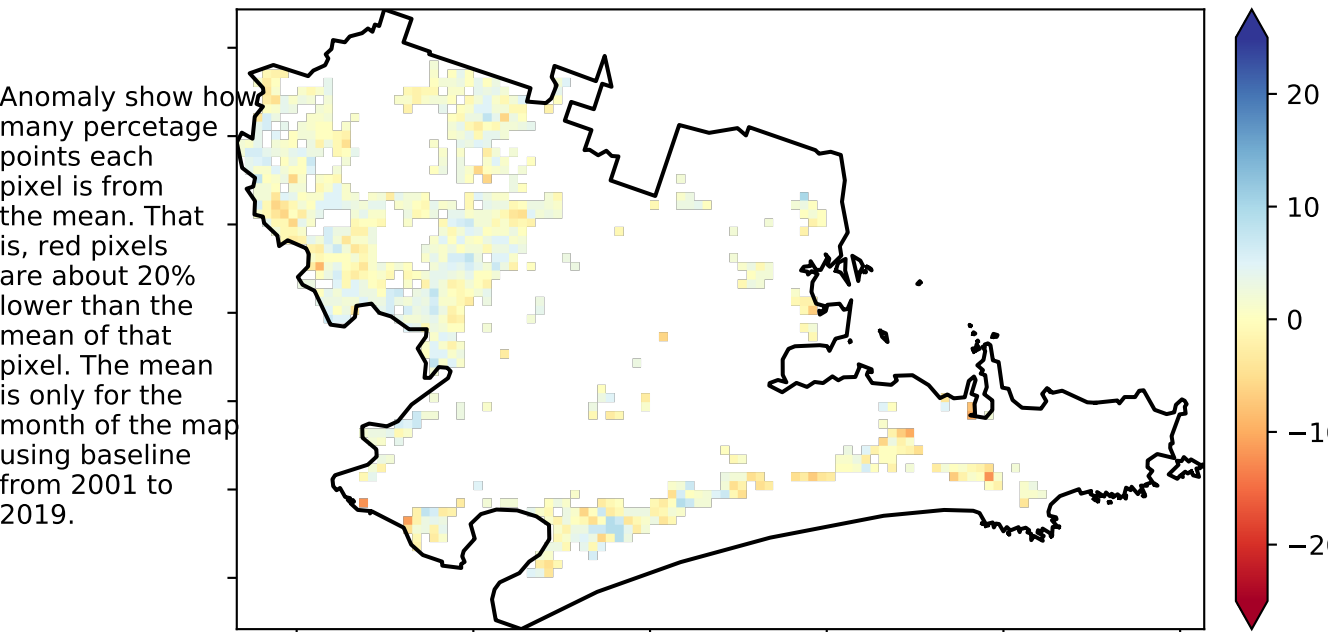 Anomaly show how
many percetage
points each
pixel is from
the mean. That
is, red pixels
are about 20%
lower than the
mean of that
pixel. The mean
is only for the
month of the map
using baseline
from 2001 to
2019.
20
10
0
−10
−20